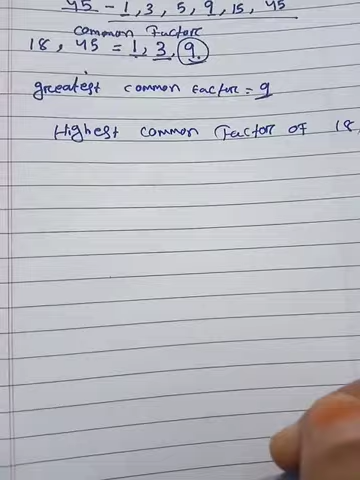 45 - 1, 3, 5, 9, 15, 45
common Factors
18, 45 = 1, 3, 9.
greatest common Factor = 9
Highest common Factor of 18,